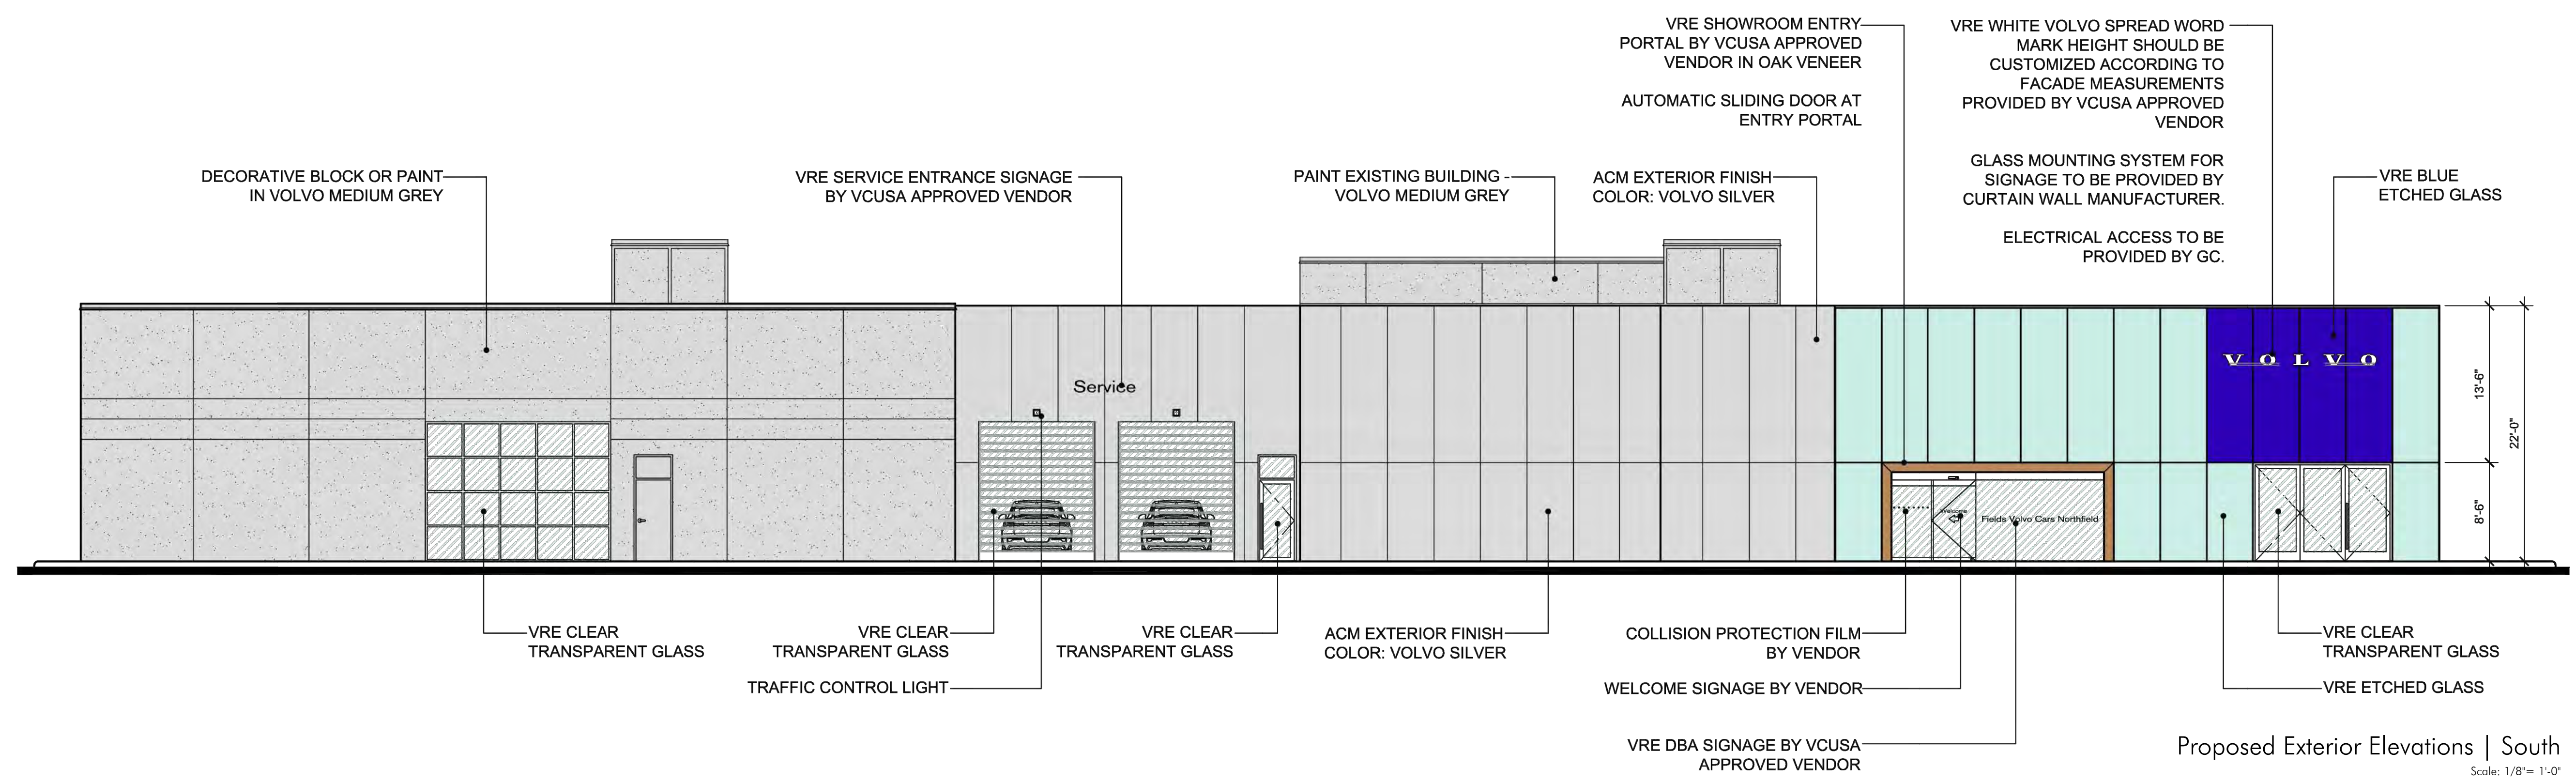 VRE SHOWROOM ENTRY
PORTAL BY VCUSA APPROVED
VENDOR IN OAK VENEER
AUTOMATIC SLIDING DOOR AT
ENTRY PORTAL
VRE WHITE VOLVO SPREAD WORD
MARK HEIGHT SHOULD BE
CUSTOMIZED ACCORDING TO
FACADE MEASUREMENTS
PROVIDED BY VCUSA APPROVED
VENDOR
GLASS MOUNTING SYSTEM FOR
SIGNAGE TO BE PROVIDED BY
CURTAIN WALL MANUFACTURER.
ELECTRICAL ACCESS TO BE
PROVIDED BY GC.
DECORATIVE BLOCK OR PAINT
IN VOLVO MEDIUM GREY
VRE SERVICE ENTRANCE SIGNAGE
BY VCUSA APPROVED VENDOR
PAINT EXISTING BUILDING -
VOLVO MEDIUM GREY
ACM EXTERIOR FINISH
COLOR: VOLVO SILVER
VRE BLUE
ETCHED GLASS
Service
VOLVO
13'-6"
22'-0"
8'-6"
Welcome
Fields Volvo Cars Northfield
VRE CLEAR
TRANSPARENT GLASS
VRE CLEAR
TRANSPARENT GLASS
TRAFFIC CONTROL LIGHT
VRE CLEAR
TRANSPARENT GLASS
ACM EXTERIOR FINISH
COLOR: VOLVO SILVER
COLLISION PROTECTION FILM
BY VENDOR
WELCOME SIGNAGE BY VENDOR
VRE DBA SIGNAGE BY VCUSA
APPROVED VENDOR
VRE CLEAR
TRANSPARENT GLASS
VRE ETCHED GLASS
Proposed Exterior Elevations | South
Scale: 1/8"= 1'-0"